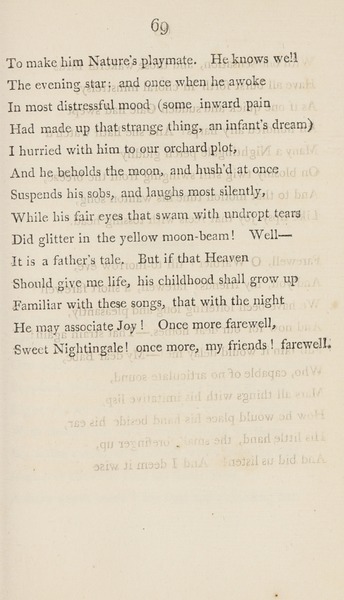 69
To make him Nature's playmate. He knows well
The evening star: and once when he awoke
In most distressful mood (some inward pain
Had made up that strange thing, an infant's dream)
I hurried with him to our orchard plot,
And he beholds the moon, and hush'd at once
Suspends his sobs, and laughs most silently,
While his fair eyes that swam with undropt tears
Did glitter in the yellow moon-beam! Well—
It is a father's tale. But if that Heaven
Should give me life, his childhood shall grow up
Familiar with these songs, that with the night
He may associate Joy! Once more farewell,
Sweet Nightingale! once more, my friends! farewell.